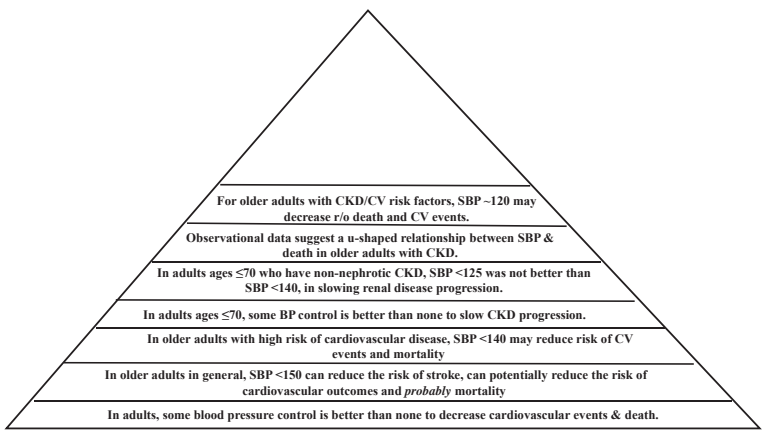 For older adults with CKD/CV risk factors, SBP ~120 may
decrease r/o death and CV events.
Observational data suggest a u-shaped relationship between SBP &
death in older adults with CKD.
In adults ages ≤70 who have non-nephrotic CKD, SBP <125 was not better than
SBP <140, in slowing renal disease progression.
In adults ages ≤70, some BP control is better than none to slow CKD progression.
In older adults with high risk of cardiovascular disease, SBP <140 may reduce risk of CV
events and mortality
In older adults in general, SBP <150 can reduce the risk of stroke, can potentially reduce the risk of
cardiovascular outcomes and probably mortality
In adults, some blood pressure control is better than none to decrease cardiovascular events & death.